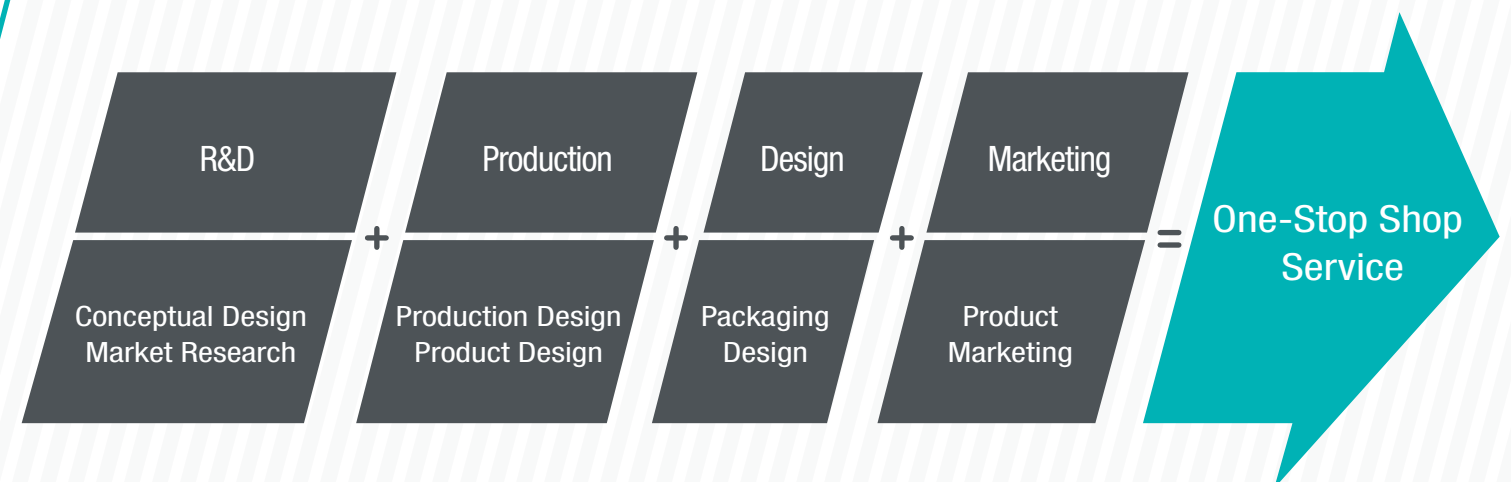 R&D
Production
Design
Marketing
+
+
+
=
One-Stop Shop
Service
Conceptual Design
Market Research
Production Design
Product Design
Packaging
Design
Product
Marketing